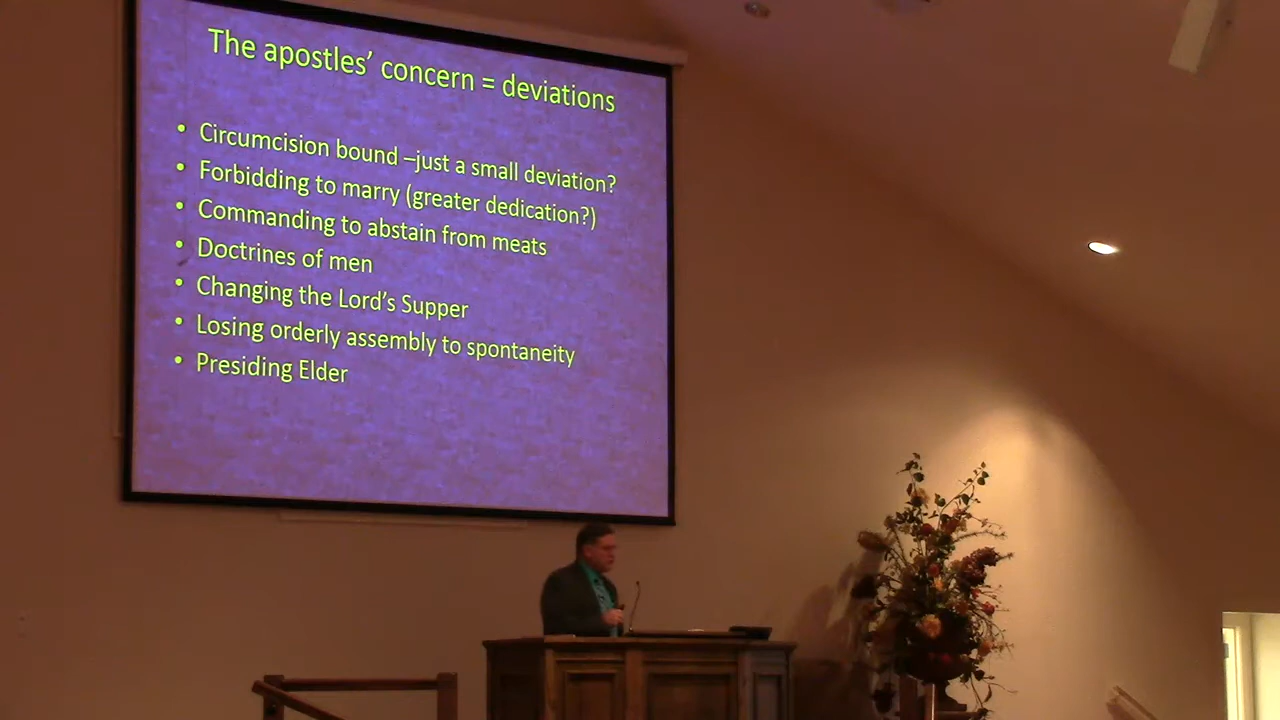 The apostles’ concern = deviations
• Circumcision bound –just a small deviation?
• Forbidding to marry (greater dedication?)
• Commanding to abstain from meats
• Doctrines of men
• Changing the Lord’s Supper
• Losing orderly assembly to spontaneity
• Presiding Elder